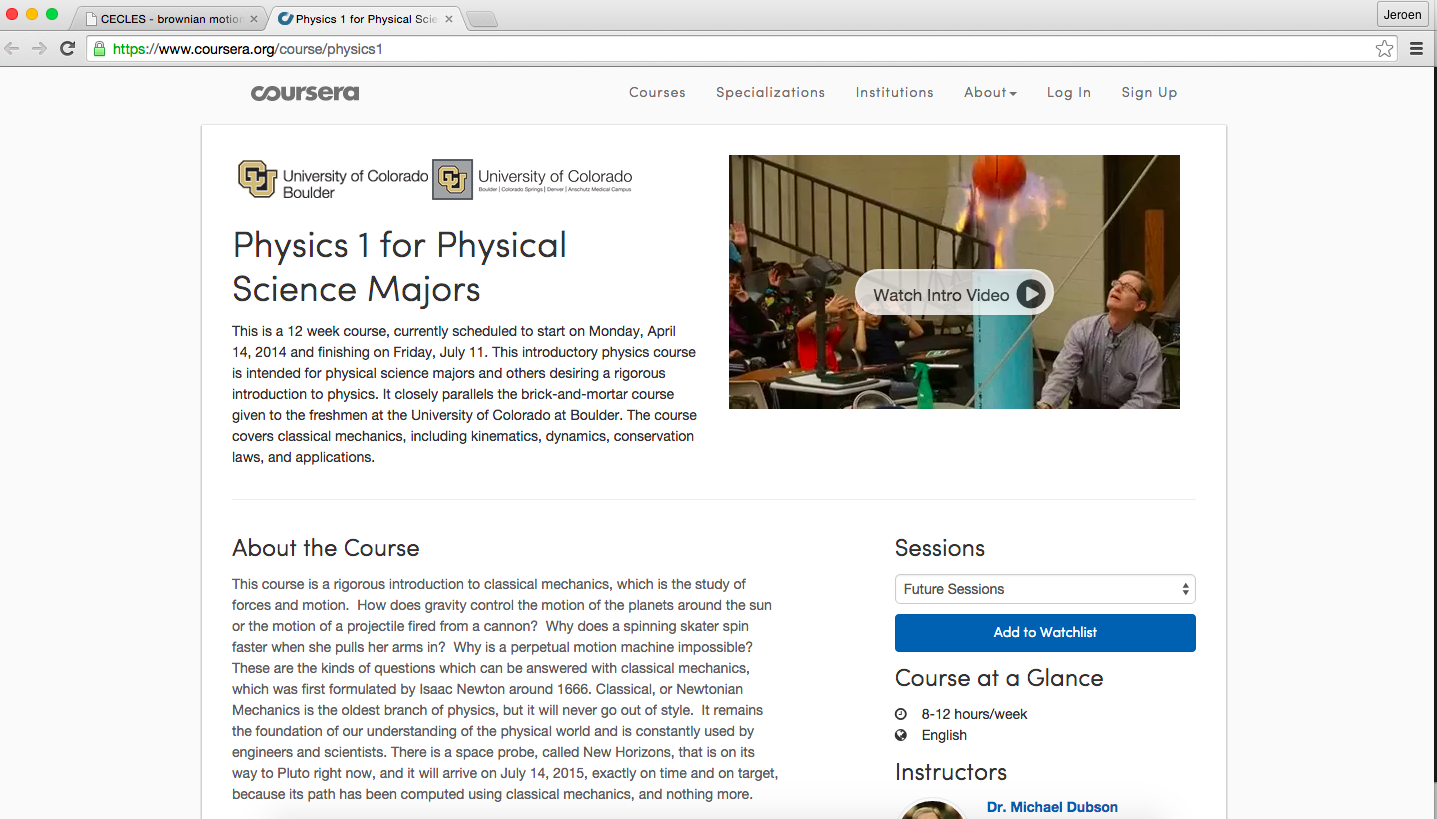 CECLES - brownian motion
Physics 1 for Physical Scie
Jeroen
https://www.coursera.org/course/physics1
coursera
Courses
Specializations
Institutions
About
Log In
Sign Up
University of Colorado
Boulder
University of Colorado
Boulder | Colorado Springs | Denver | Anschutz Medical Campus
Physics 1 for Physical
Science Majors
This is a 12 week course, currently scheduled to start on Monday, April
14, 2014 and finishing on Friday, July 11. This introductory physics course
is intended for physical science majors and others desiring a rigorous
introduction to physics. It closely parallels the brick-and-mortar course
given to the freshmen at the University of Colorado at Boulder. The course
covers classical mechanics, including kinematics, dynamics, conservation
laws, and applications.
Watch Intro Video
About the Course
This course is a rigorous introduction to classical mechanics, which is the study of
forces and motion.  How does gravity control the motion of the planets around the sun
or the motion of a projectile fired from a cannon?  Why does a spinning skater spin
faster when she pulls her arms in?  Why is a perpetual motion machine impossible?
These are the kinds of questions which can be answered with classical mechanics,
which was first formulated by Isaac Newton around 1666. Classical, or Newtonian
Mechanics is the oldest branch of physics, but it will never go out of style.  It remains
the foundation of our understanding of the physical world and is constantly used by
engineers and scientists. There is a space probe, called New Horizons, that is on its
way to Pluto right now, and it will arrive on July 14, 2015, exactly on time and on target,
because its path has been computed using classical mechanics, and nothing more.
Sessions
Future Sessions
Add to Watchlist
Course at a Glance
8-12 hours/week
English
Instructors
Dr. Michael Dubson